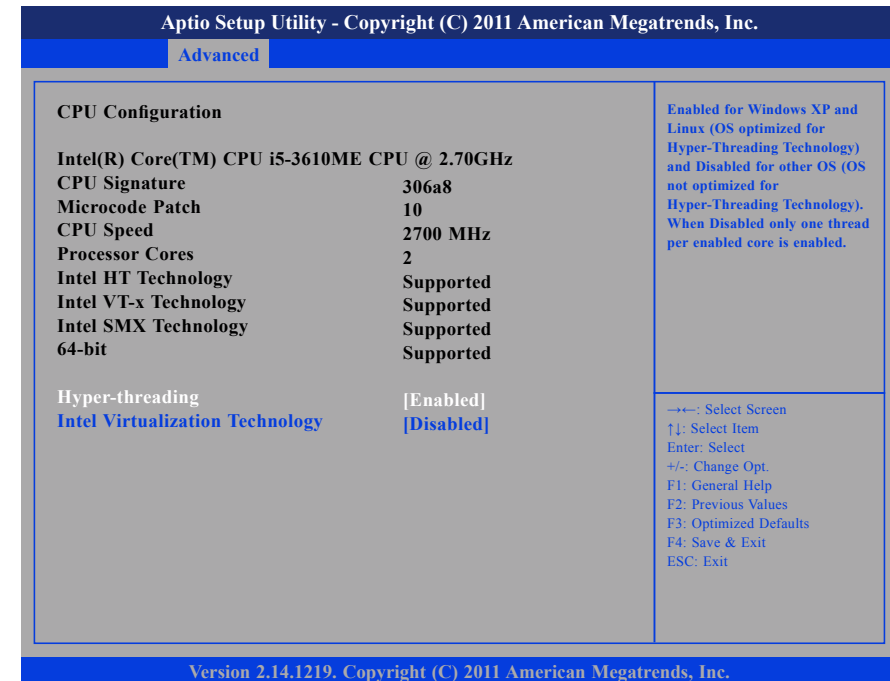 Aptio Setup Utility - Copyright (C) 2011 American Megatrends, Inc.
Advanced
CPU Configuration
Intel(R) Core(TM) CPU i5-3610ME CPU @ 2.70GHz
CPU Signature 306a8
Microcode Patch 10
CPU Speed 2700 MHz
Processor Cores 2
Intel HT Technology Supported
Intel VT-x Technology Supported
Intel SMX Technology Supported
64-bit Supported
Hyper-threading [Enabled]
Intel Virtualization Technology [Disabled]
Enabled for Windows XP and
Linux (OS optimized for
Hyper-Threading Technology)
and Disabled for other OS (OS
not optimized for
Hyper-Threading Technology).
When Disabled only one thread
per enabled core is enabled.
→←: Select Screen
↑↓: Select Item
Enter: Select
+/-: Change Opt.
F1: General Help
F2: Previous Values
F3: Optimized Defaults
F4: Save & Exit
ESC: Exit
Version 2.14.1219. Copyright (C) 2011 American Megatrends, Inc.